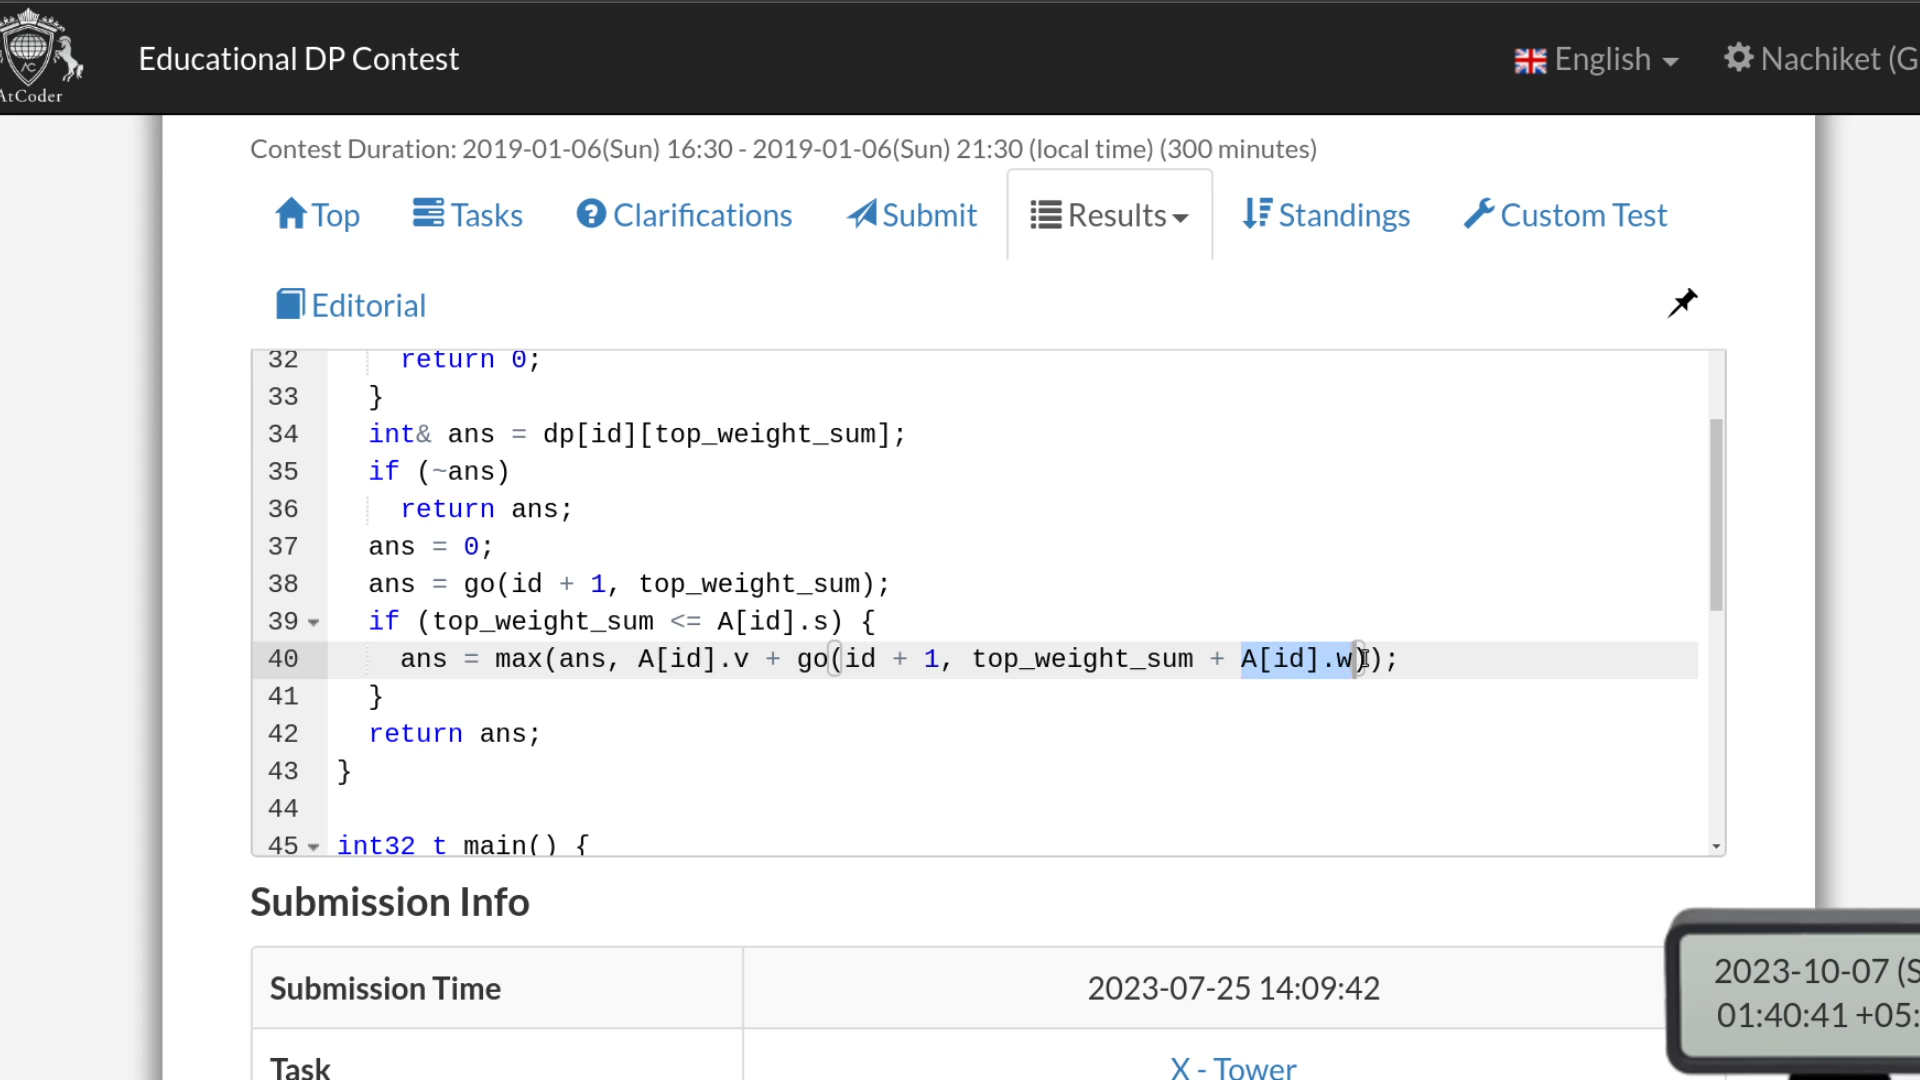 AtCoder
Educational DP Contest
English
Nachiket (G
Contest Duration: 2019-01-06(Sun) 16:30 - 2019-01-06(Sun) 21:30 (local time) (300 minutes)
Top Tasks Clarifications Submit Results Standings Custom Test
Editorial
32 return 0;
33 }
34 int& ans = dp[id][top_weight_sum];
35 if (~ans)
36 return ans;
37 ans = 0;
38 ans = go(id + 1, top_weight_sum);
39 if (top_weight_sum <= A[id].s) {
40 ans = max(ans, A[id].v + go(id + 1, top_weight_sum + A[id].w));
41 }
42 return ans;
43 }
44
45 int32_t main() {
Submission Info
Submission Time 2023-07-25 14:09:42
Task X - Tower
2023-10-07 (S
01:40:41 +05: